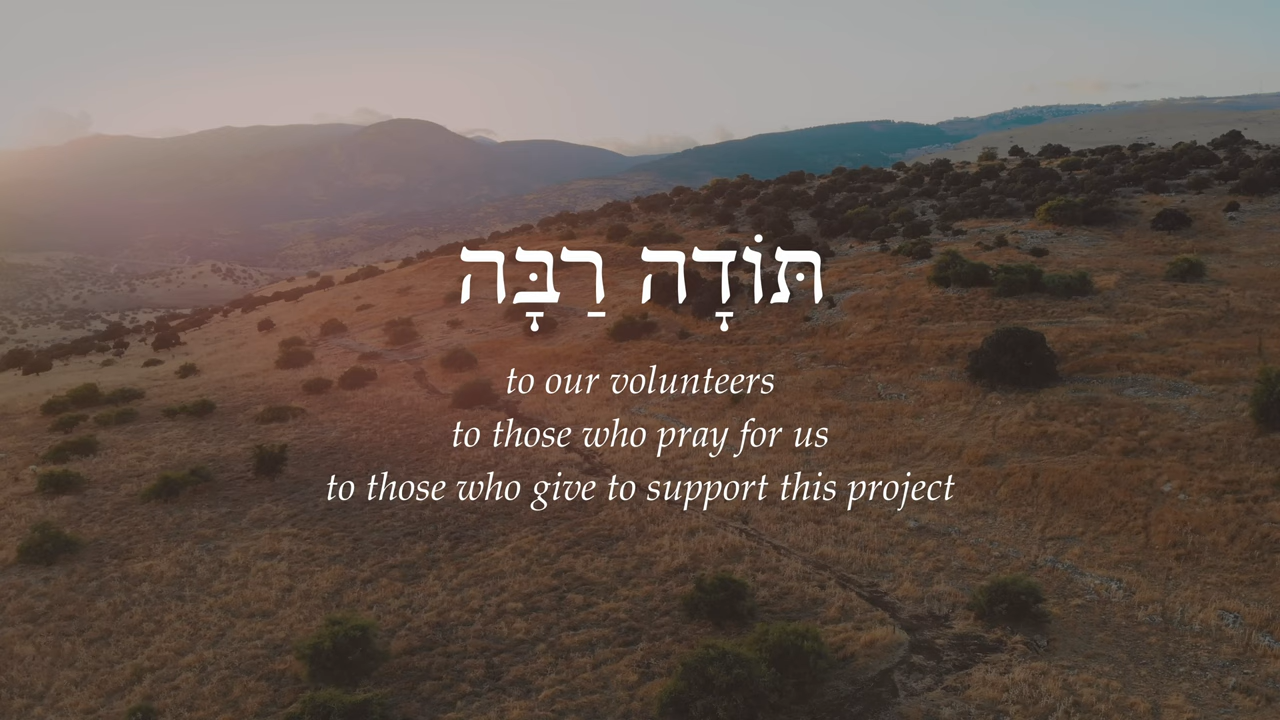 תּוֹדָה רַבָּה
to our volunteers
to those who pray for us
to those who give to support this project